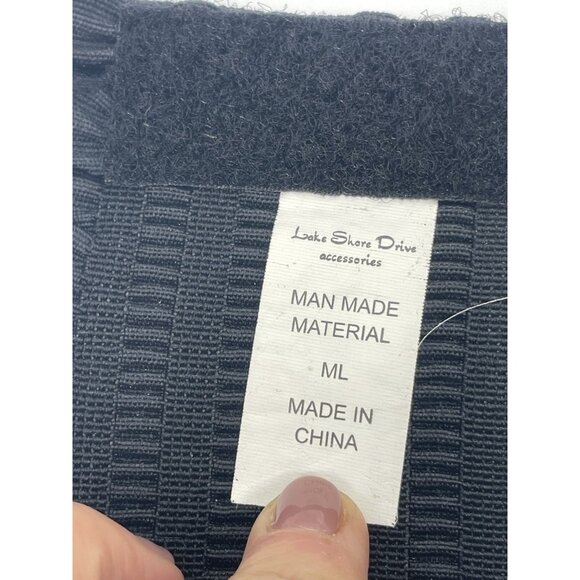 Lake Shore Drive
accessories
MAN MADE
MATERIAL
ML
MADE IN
CHINA